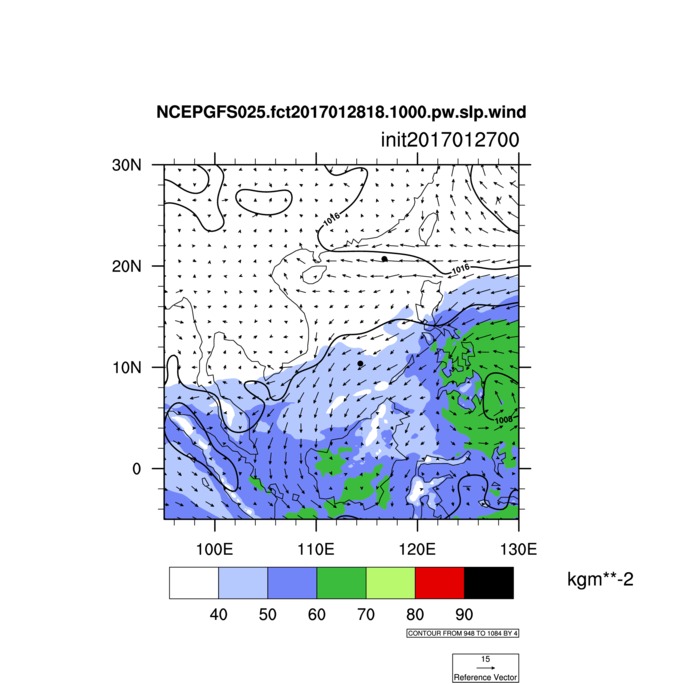 NCEPGFS025.fct2017012818.1000.pw.slp.wind
init2017012700
30N
1016
20N
1016
10N
1008
0
100E 110E 120E 130E
kgm**-2
40 50 60 70 80 90
CONTOUR FROM 948 TO 1084 BY 4
15
Reference Vector